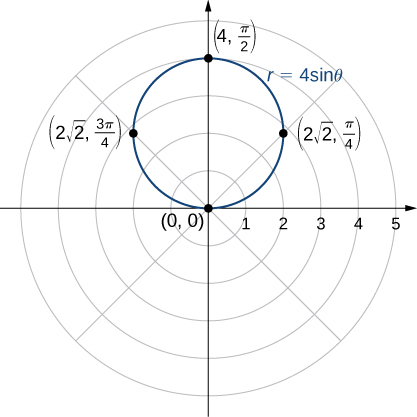 (4, π/2)
r = 4sinθ
(2√2, 3π/4)
(2√2, π/4)
(0, 0)
1 2 3 4 5